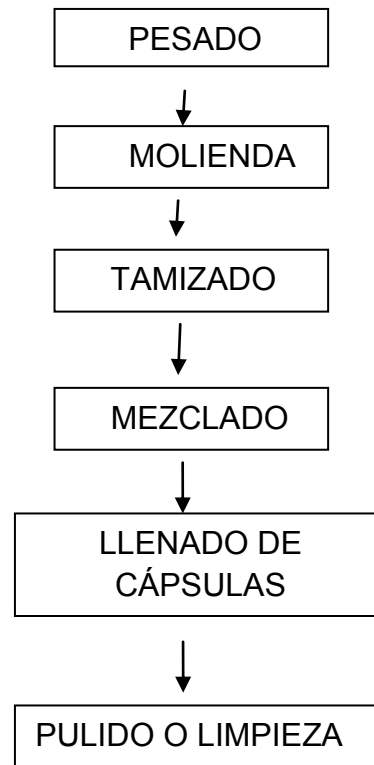 PESADO
MOLIENDA
TAMIZADO
MEZCLADO
LLENADO DE
CÁPSULAS
PULIDO O LIMPIEZA